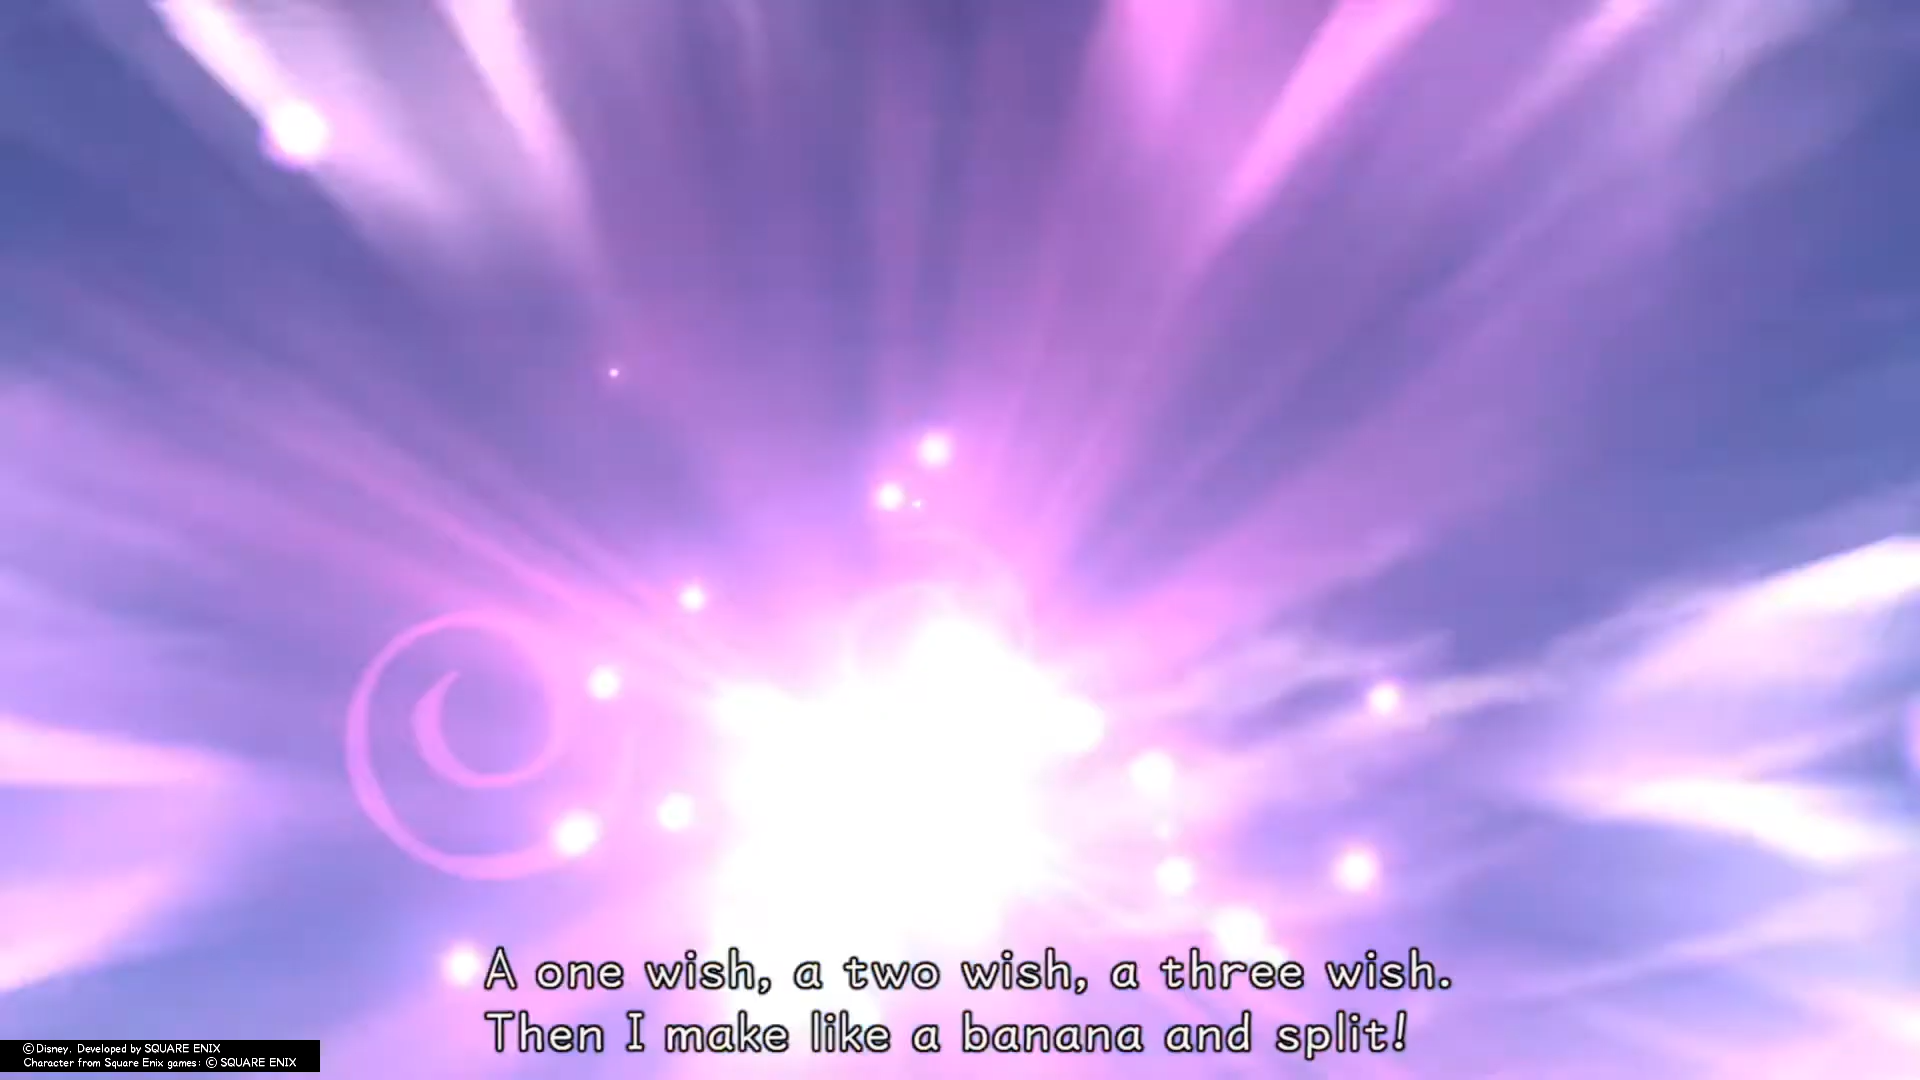 A one wish, a two wish, a three wish.
Then I make like a banana and split!
©Disney. Developed by SQUARE ENIX
Character from Square Enix games: © SQUARE ENIX